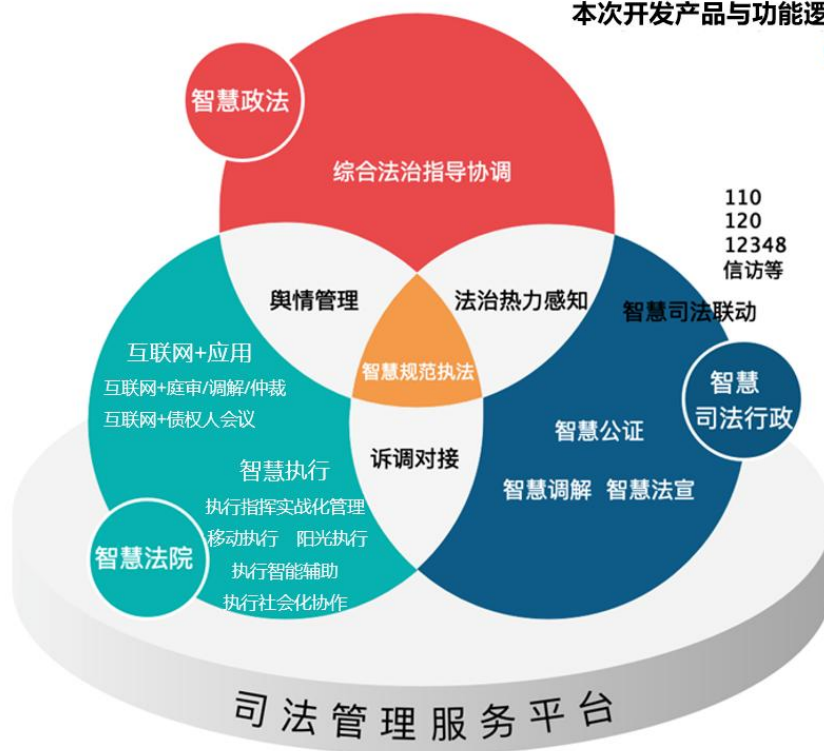 本次开发产品与功能逻
智慧政法
综合法治指导协调
110
120
12348
信访等
舆情管理
法治热力感知
智慧司法联动
互联网+应用
互联网+庭审/调解/仲裁
互联网+债权人会议
智慧规范执法
智慧
司法行政
诉调对接
智慧公证
智慧调解 智慧法宣
智慧执行
执行指挥实战化管理
移动执行 阳光执行
执行智能辅助
执行社会化协作
智慧法院
司法管理服务平台